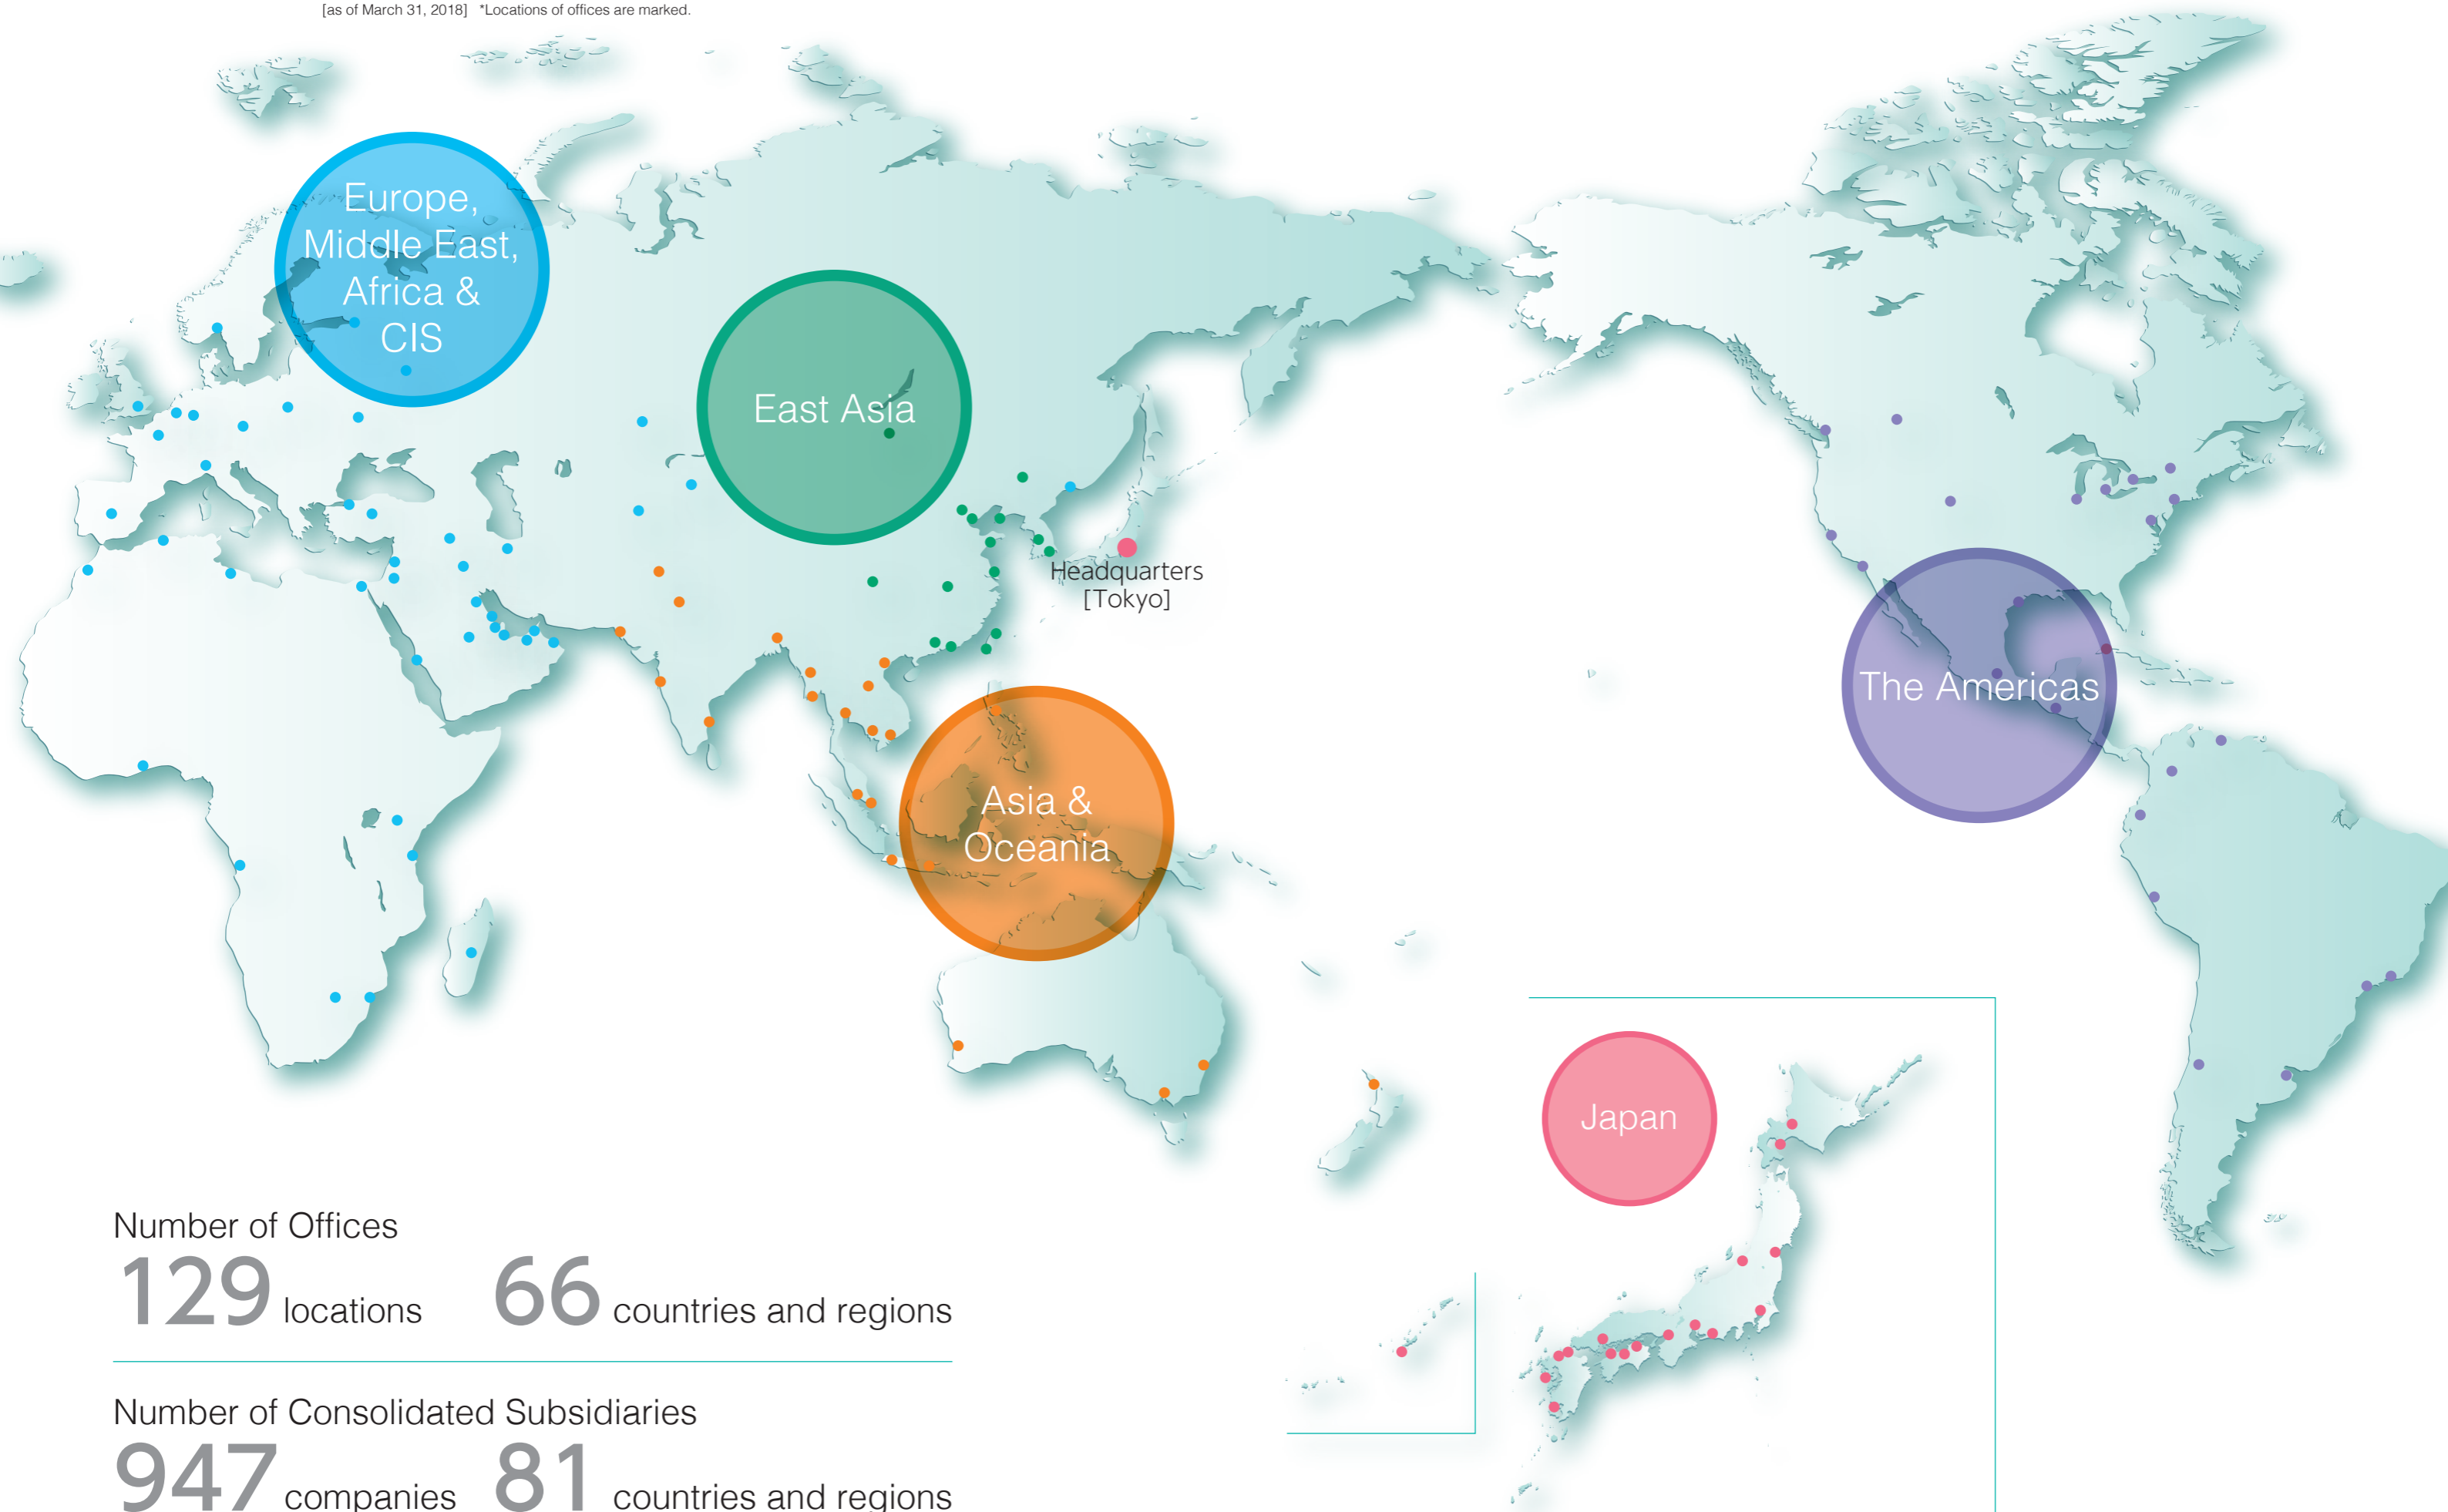 [as of March 31, 2018] *Locations of offices are marked.
Europe,
Middle East,
Africa &
CIS
East Asia
Headquarters
[Tokyo]
The Americas
Asia &
Oceania
Japan
Number of Offices
129 locations 66 countries and regions
Number of Consolidated Subsidiaries
947 companies 81 countries and regions